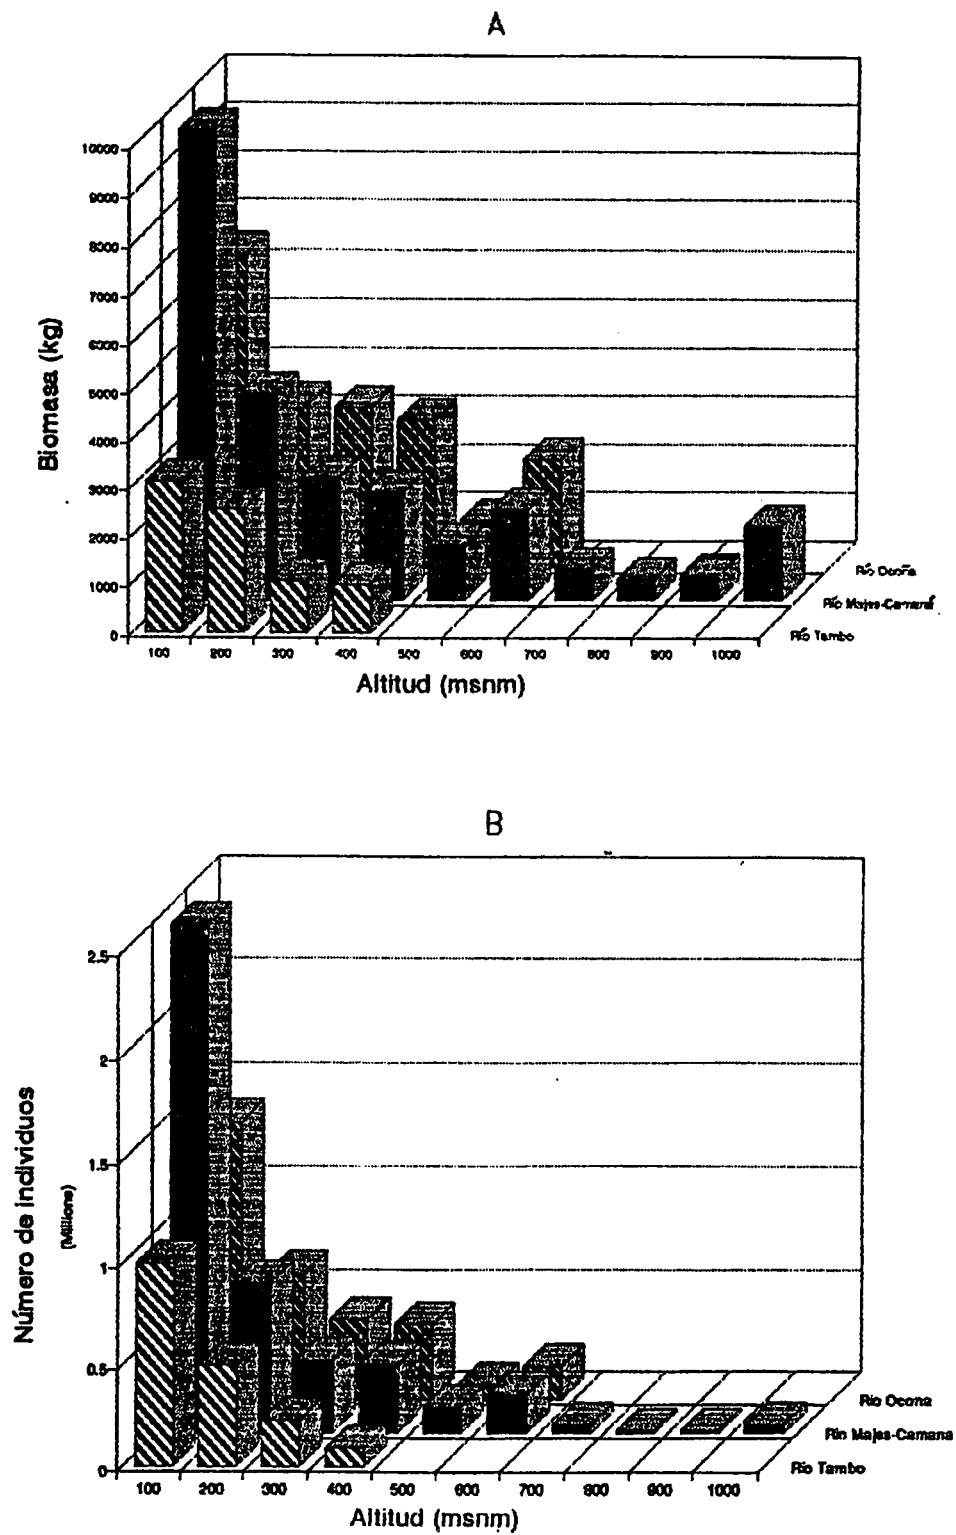 A
10000
9000
8000
7000
6000
5000
4000
3000
2000
1000
0
Biomasa (kg)
100 200 300 400 500 600 700 800 900 1000
Altitud (msnm)
Río Ocoña
Río Majes-Camaná
Río Tambo
B
2.5
2
1.5
1
0.5
0
Número de individuos
(Millions)
100 200 300 400 500 600 700 800 900 1000
Altitud (msnm)
Río Ocona
Río Majes-Camana
Río Tambo